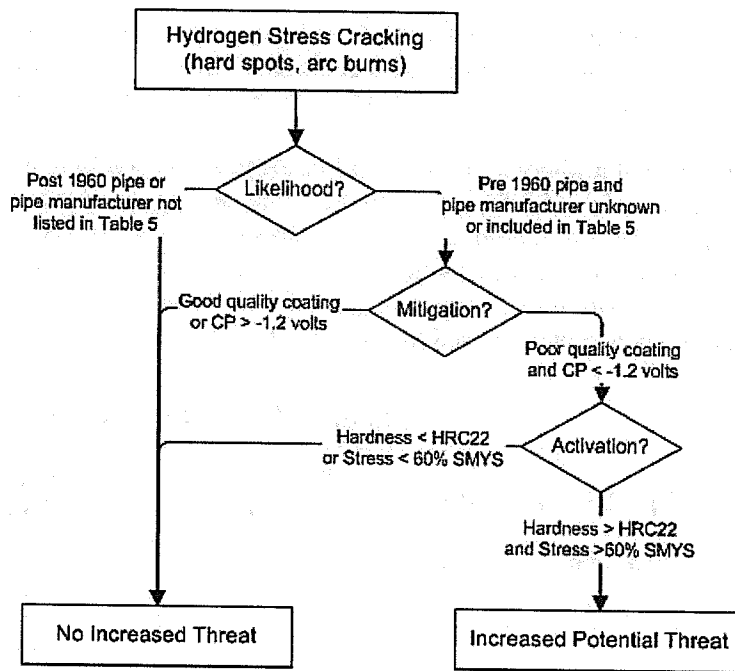 Hydrogen Stress Cracking
(hard spots, arc burns)
Post 1960 pipe or
pipe manufacturer not
listed in Table 5
Likelihood?
Pre 1960 pipe and
pipe manufacturer unknown
or included in Table 5
Good quality coating
or CP > -1.2 volts
Mitigation?
Poor quality coating
and CP < -1.2 volts
Hardness < HRC22
or Stress < 60% SMYS
Activation?
Hardness > HRC22
and Stress >60% SMYS
No Increased Threat
Increased Potential Threat